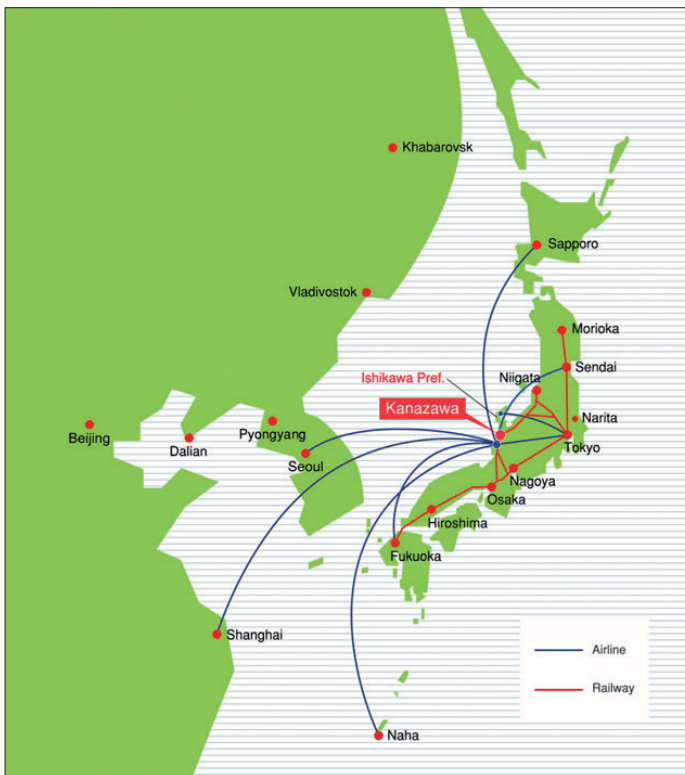 Khabarovsk
Sapporo
Vladivostok
Morioka
Ishikawa Pref.
Niigata
Sendai
Kanazawa
Narita
Beijing
Dalian
Pyongyang
Seoul
Tokyo
Nagoya
Osaka
Hiroshima
Fukuoka
Shanghai
Airline
Railway
Naha